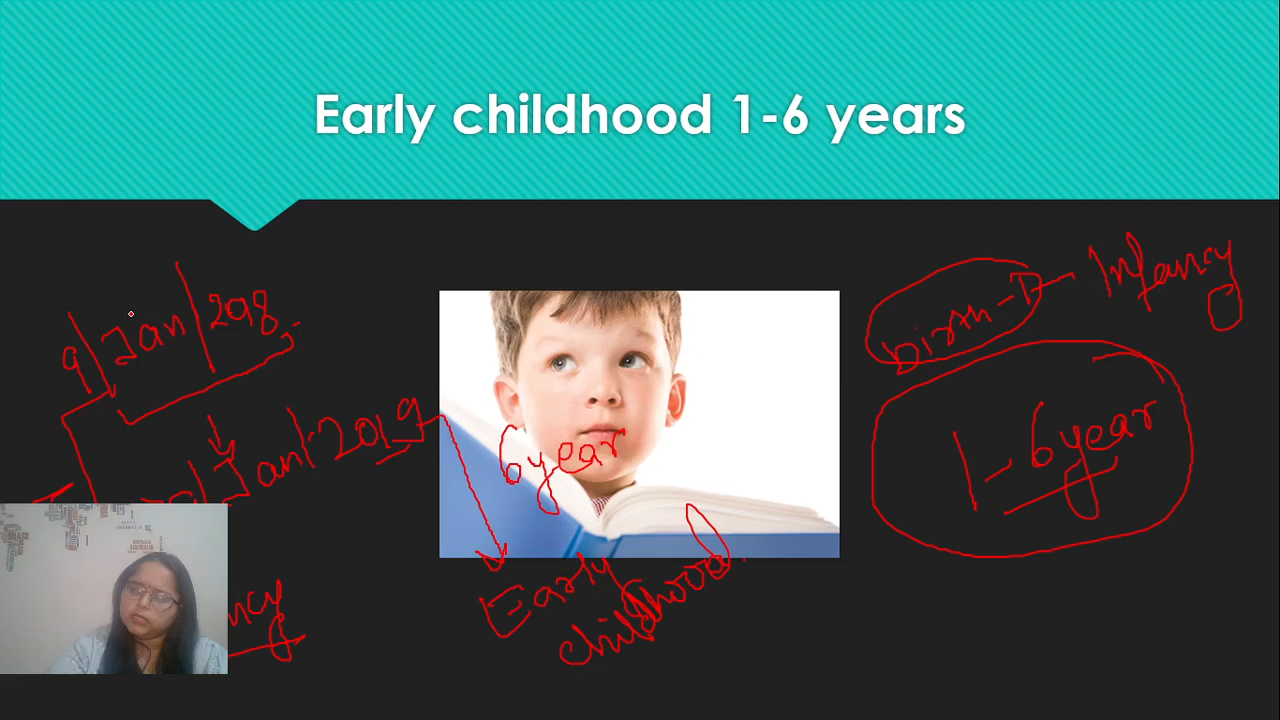 Early childhood 1-6 years
9/Jan/2018
Jan/2019
birth-1 - Infancy
1-6 year
6 year
Early
childhood